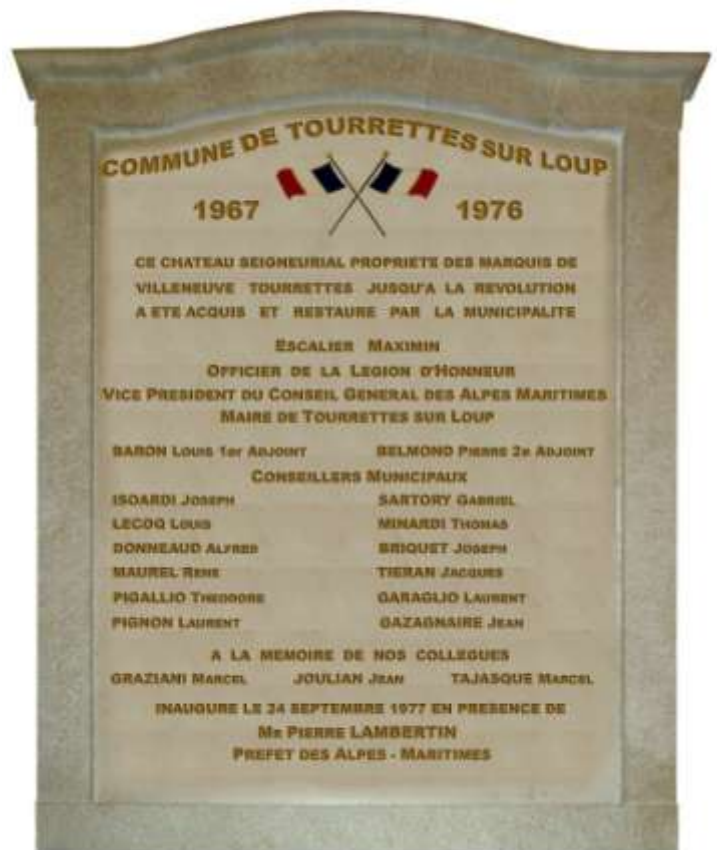 COMMUNE DE TOURRETTES SUR LOUP
1967 1976
CE CHATEAU SEIGNEURIAL PROPRIETE DES MARQUIS DE
VILLENEUVE TOURRETTES JUSQU'A LA REVOLUTION
A ETE ACQUIS ET RESTAURE PAR LA MUNICIPALITE
ESCALIER MAXIMIN
OFFICIER DE LA LEGION D'HONNEUR
VICE PRESIDENT DU CONSEIL GENERAL DES ALPES MARITIMES
MAIRE DE TOURRETTES SUR LOUP
BARON LOUIS 1er ADJOINT BELMOND PIERRE 2e ADJOINT
CONSEILLERS MUNICIPAUX
ISOARDI JOSEPH SARTORY GABRIEL
LECOQ LOUIS MINARDI THOMAS
DONNEAUD ALFRED BRIQUET JOSEPH
MAUREL RENE TIERAN JACQUES
PIGALLIO THEODORE GARAGLIO LAURENT
PIGNON LAURENT GAZAGNAIRE JEAN
A LA MEMOIRE DE NOS COLLEGUES
GRAZIANI MARCEL JOULIAN JEAN TAJASQUE MARCEL
INAUGURE LE 24 SEPTEMBRE 1977 EN PRESENCE DE
MR PIERRE LAMBERTIN
PREFET DES ALPES - MARITIMES